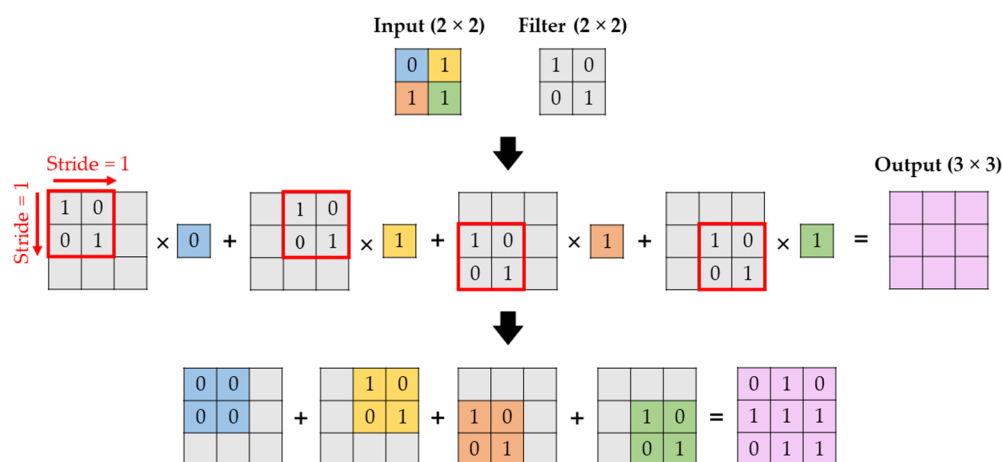 Input (2 × 2) Filter (2 × 2)
0 1 1 0
1 1 0 1
Stride = 1 Output (3 × 3)
Stride = 1
1 0 1 0
0 1 × 0 + 0 1 × 1 + 1 0 × 1 + 1 0 × 1 =
0 1 0 1
0 0 1 0 0 1 0
0 0 + 0 1 + 1 0 + 1 0 = 1 1 1
0 1 0 1 0 1 1